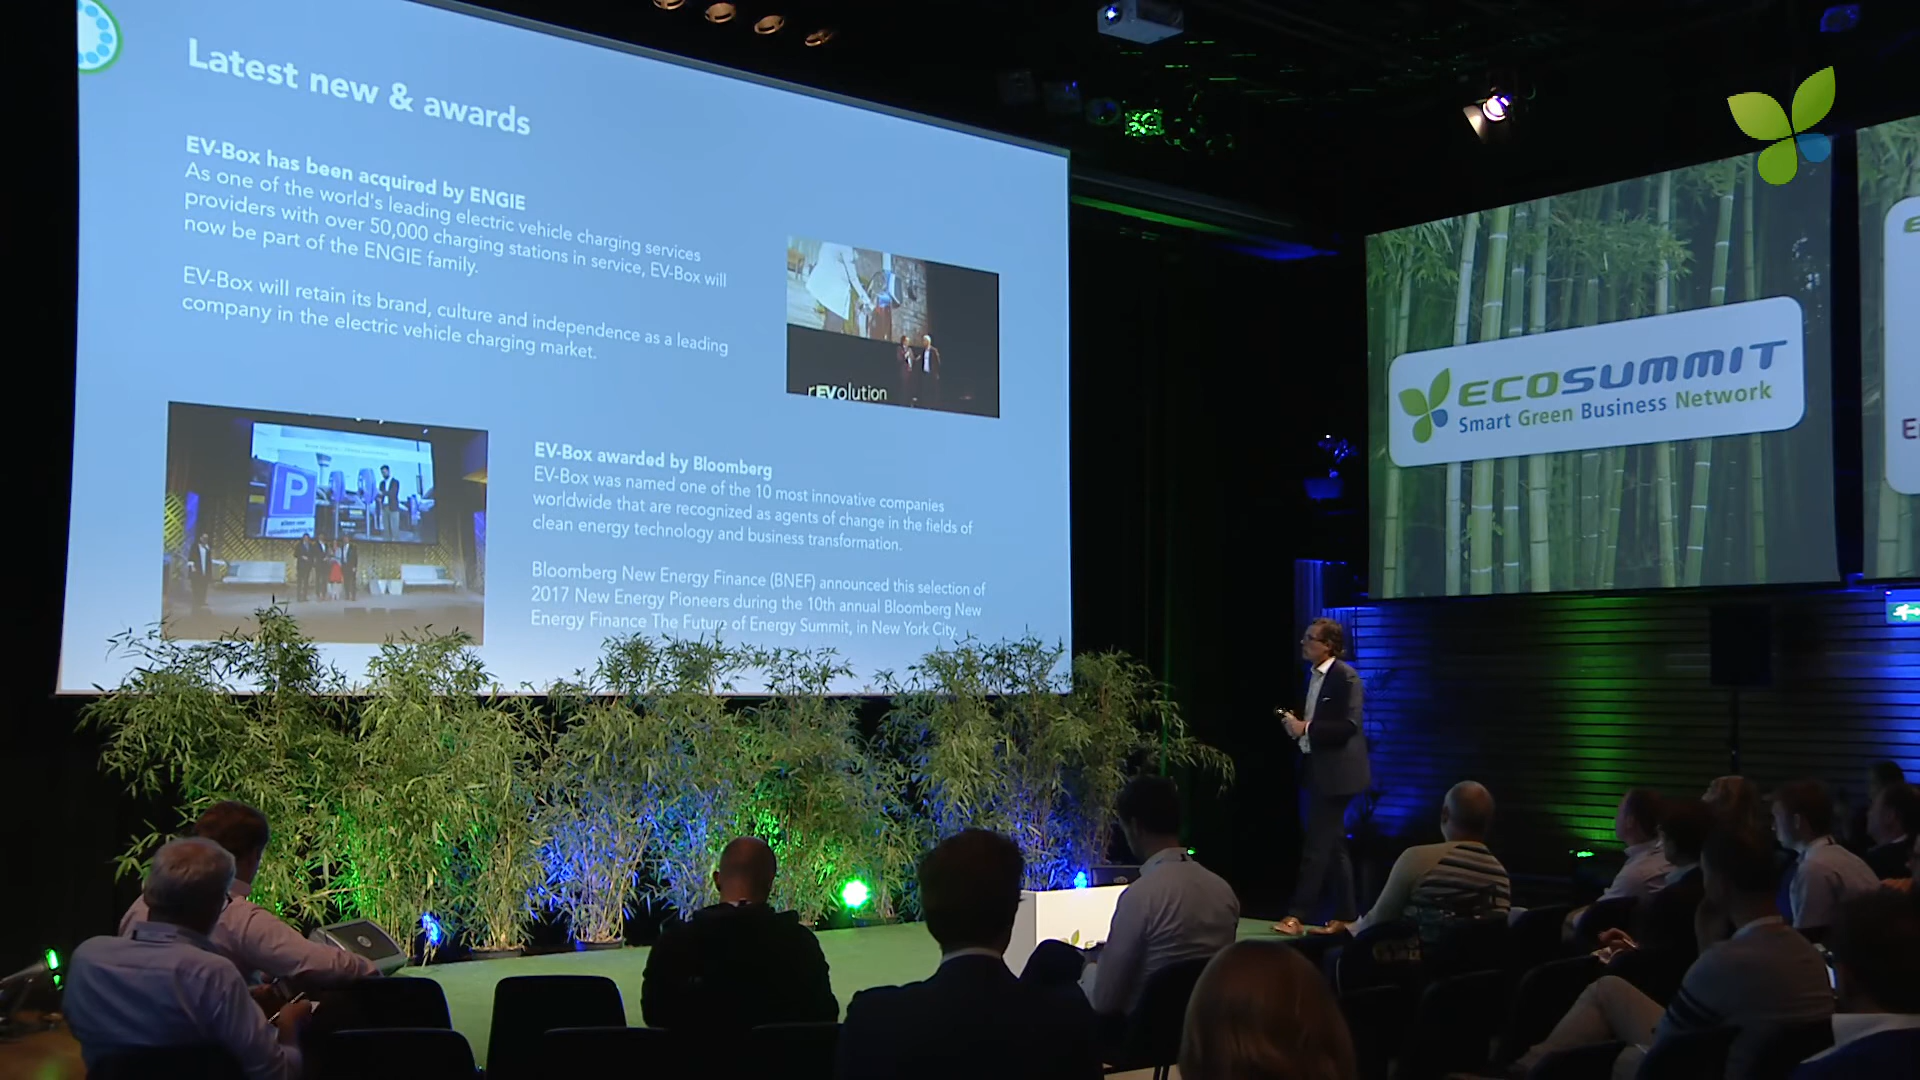 Latest new & awards
EV-Box has been acquired by ENGIE
As one of the world's leading electric vehicle charging services
providers with over 50,000 charging stations in service, EV-Box will
now be part of the ENGIE family.
EV-Box will retain its brand, culture and independence as a leading
company in the electric vehicle charging market.
rEVolution
P
EV-Box awarded by Bloomberg
EV-Box was named one of the 10 most innovative companies
worldwide that are recognized as agents of change in the fields of
clean energy technology and business transformation.
Bloomberg New Energy Finance (BNEF) announced this selection of
2017 New Energy Pioneers during the 10th annual Bloomberg New
Energy Finance The Future of Energy Summit, in New York City.
ECOSUMMIT
Smart Green Business Network